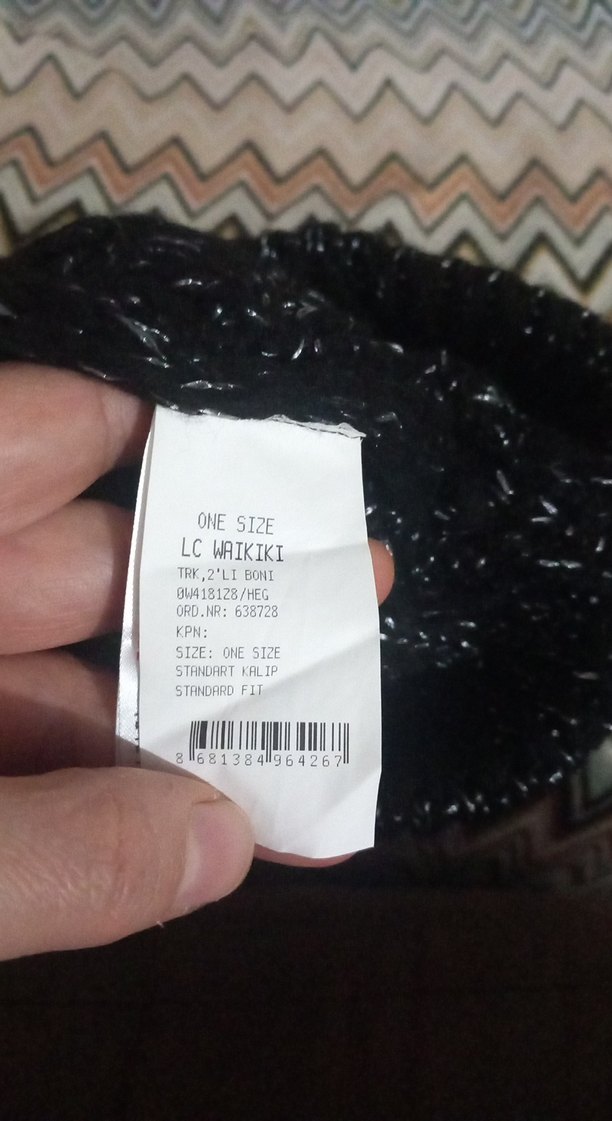 ONE SIZE
LC WAIKIKI
TRK,2'LI BONI
0W4181Z8/HEG
ORD.NR: 638728
KPN:
SIZE: ONE SIZE
STANDART KALIP
STANDARD FIT
8 681384 964267